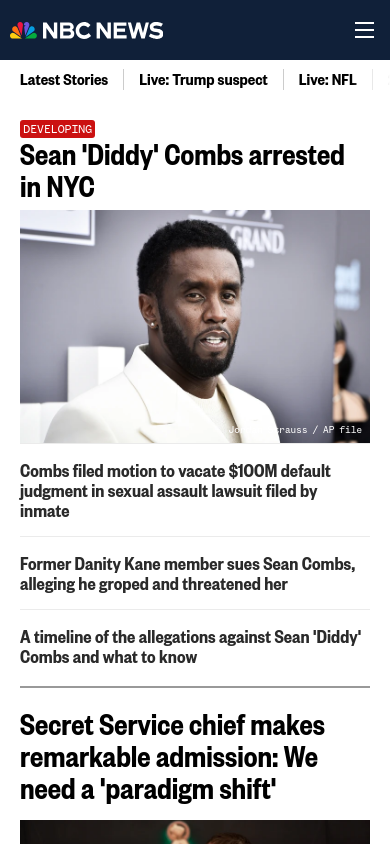 NBC NEWS
Latest Stories
Live: Trump suspect
Live: NFL
DEVELOPING
Sean 'Diddy' Combs arrested
in NYC
GRAND
/ AP file
Combs filed motion to vacate $100M default
judgment in sexual assault lawsuit filed by
inmate
Former Danity Kane member sues Sean Combs,
alleging he groped and threatened her
A timeline of the allegations against Sean 'Diddy'
Combs and what to know
Secret Service chief makes
remarkable admission: We
need a 'paradigm shift'